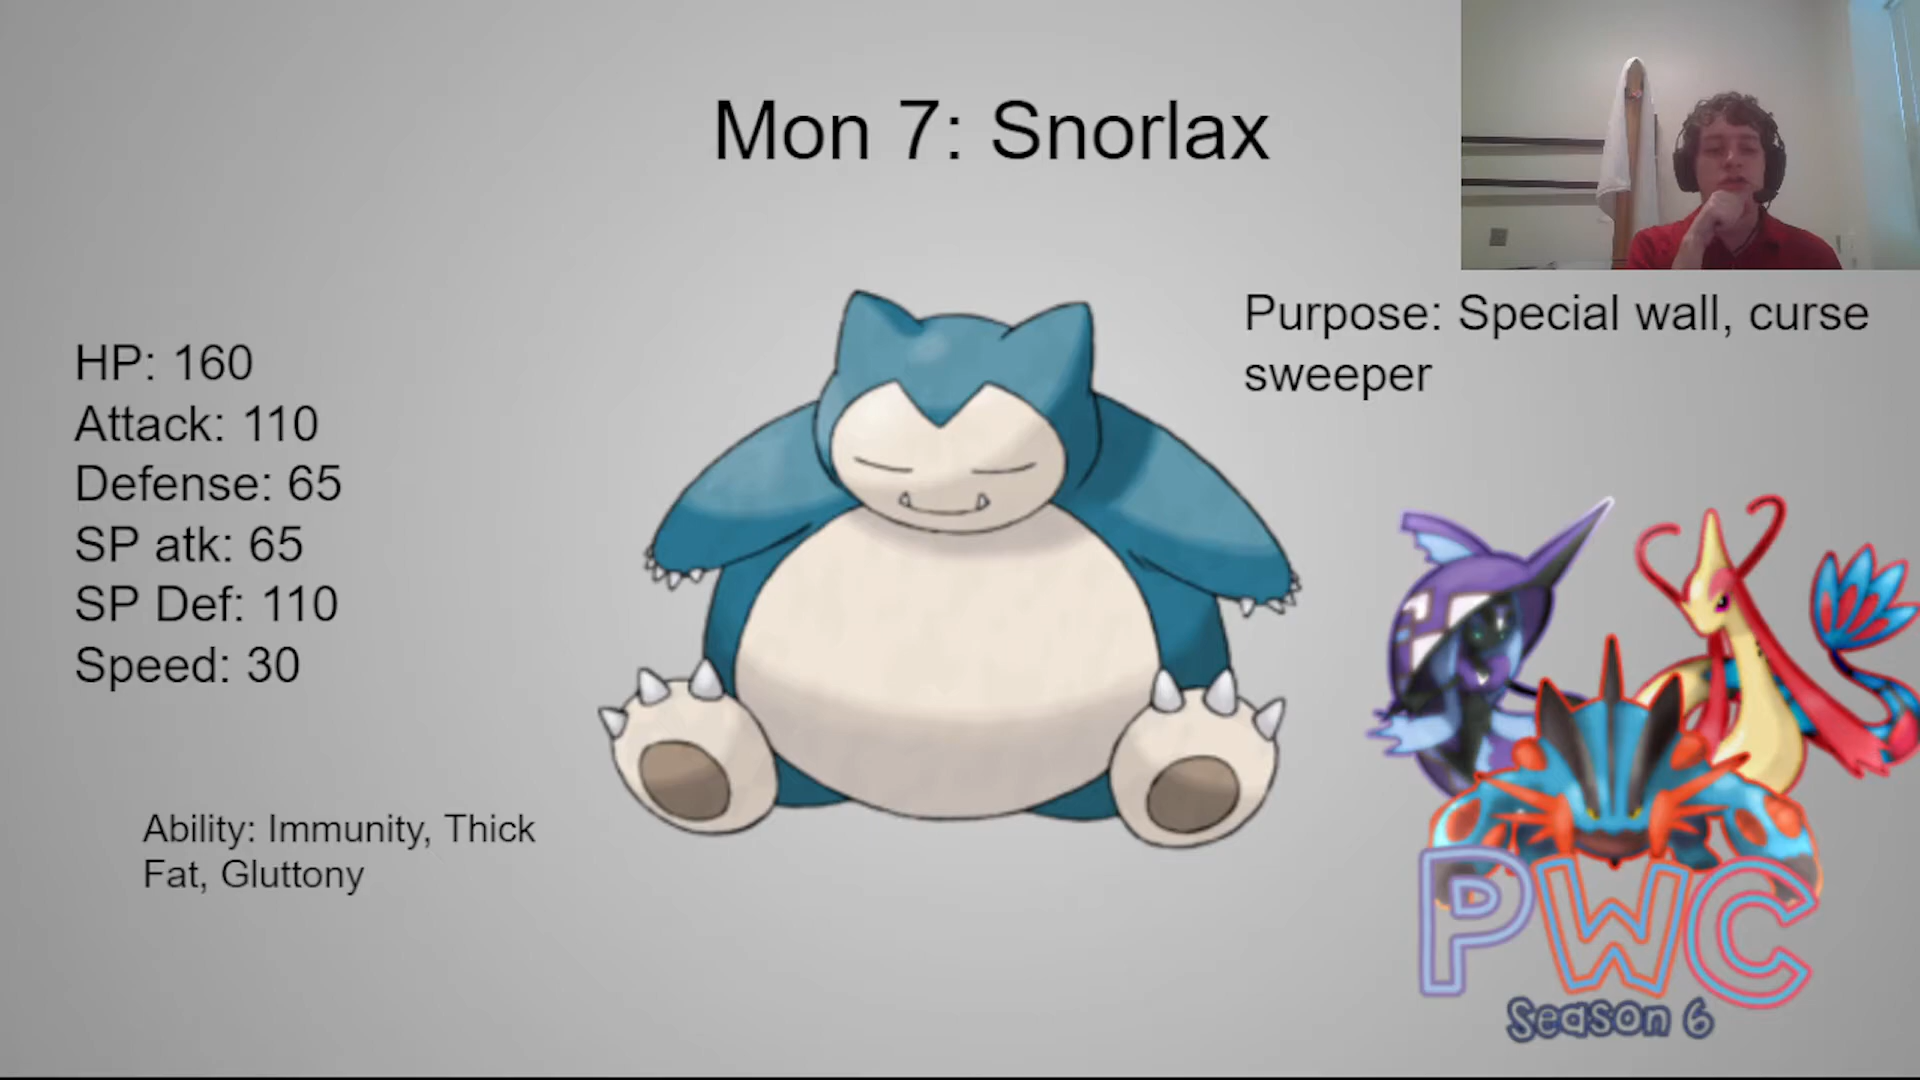 Mon 7: Snorlax
Purpose: Special wall, curse
sweeper
HP: 160
Attack: 110
Defense: 65
SP atk: 65
SP Def: 110
Speed: 30
Ability: Immunity, Thick
Fat, Gluttony
PWC
Season 6